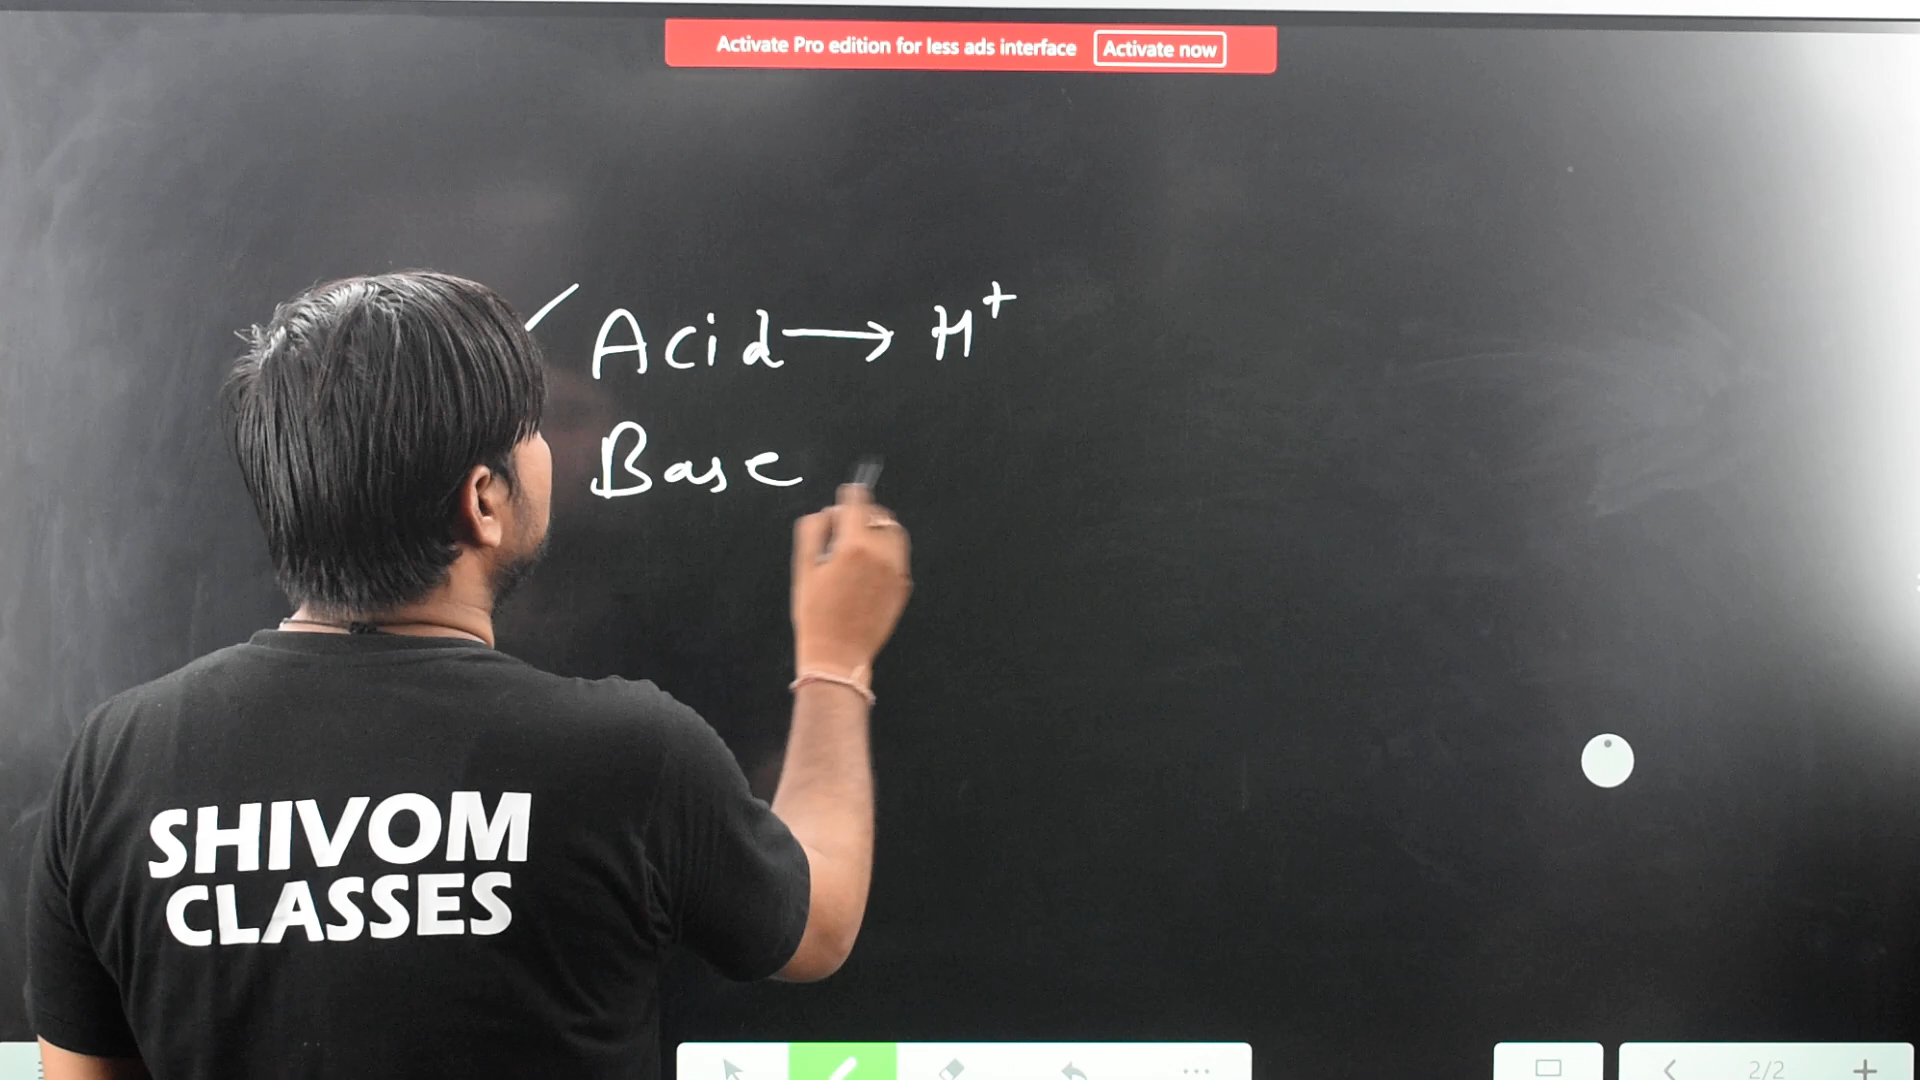 Activate Pro edition for less ads interface Activate now
Acid → H⁺
Base
SHIVOM
CLASSES
2/2